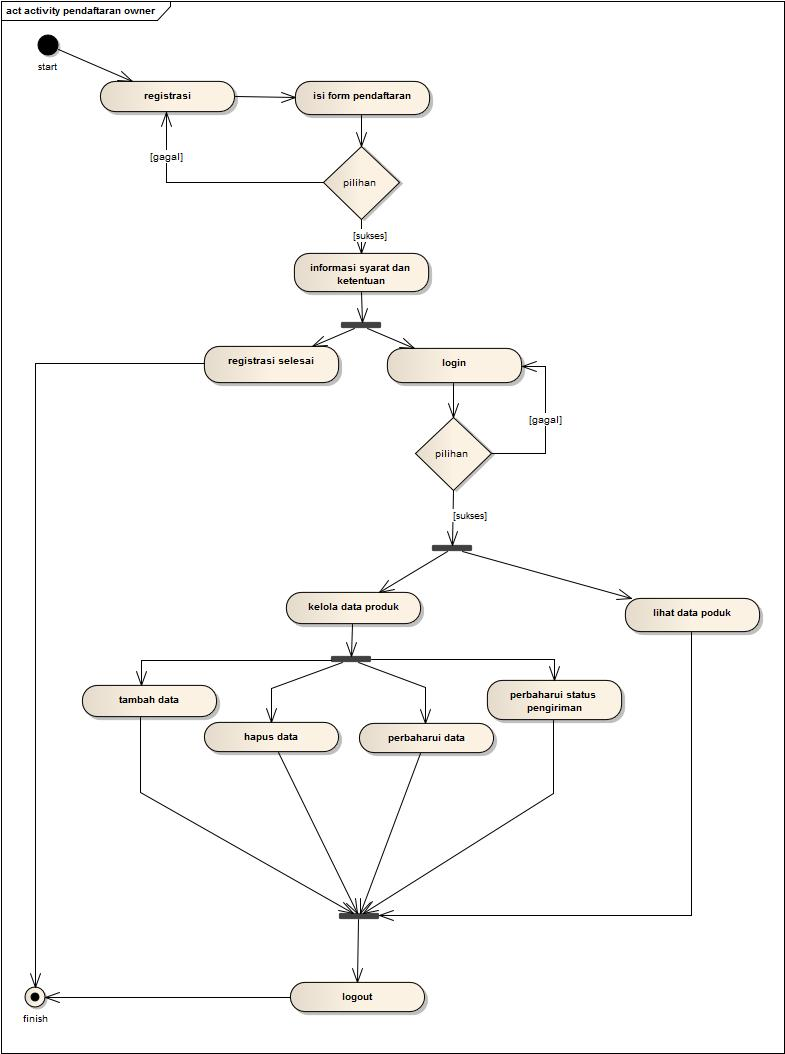 act activity pendaftaran owner
start
registrasi
isi form pendaftaran
[gagal]
pilihan
[sukses]
informasi syarat dan
ketentuan
registrasi selesai
login
[gagal]
pilihan
[sukses]
kelola data produk
lihat data poduk
tambah data
hapus data
perbaharui data
perbaharui status
pengiriman
logout
finish